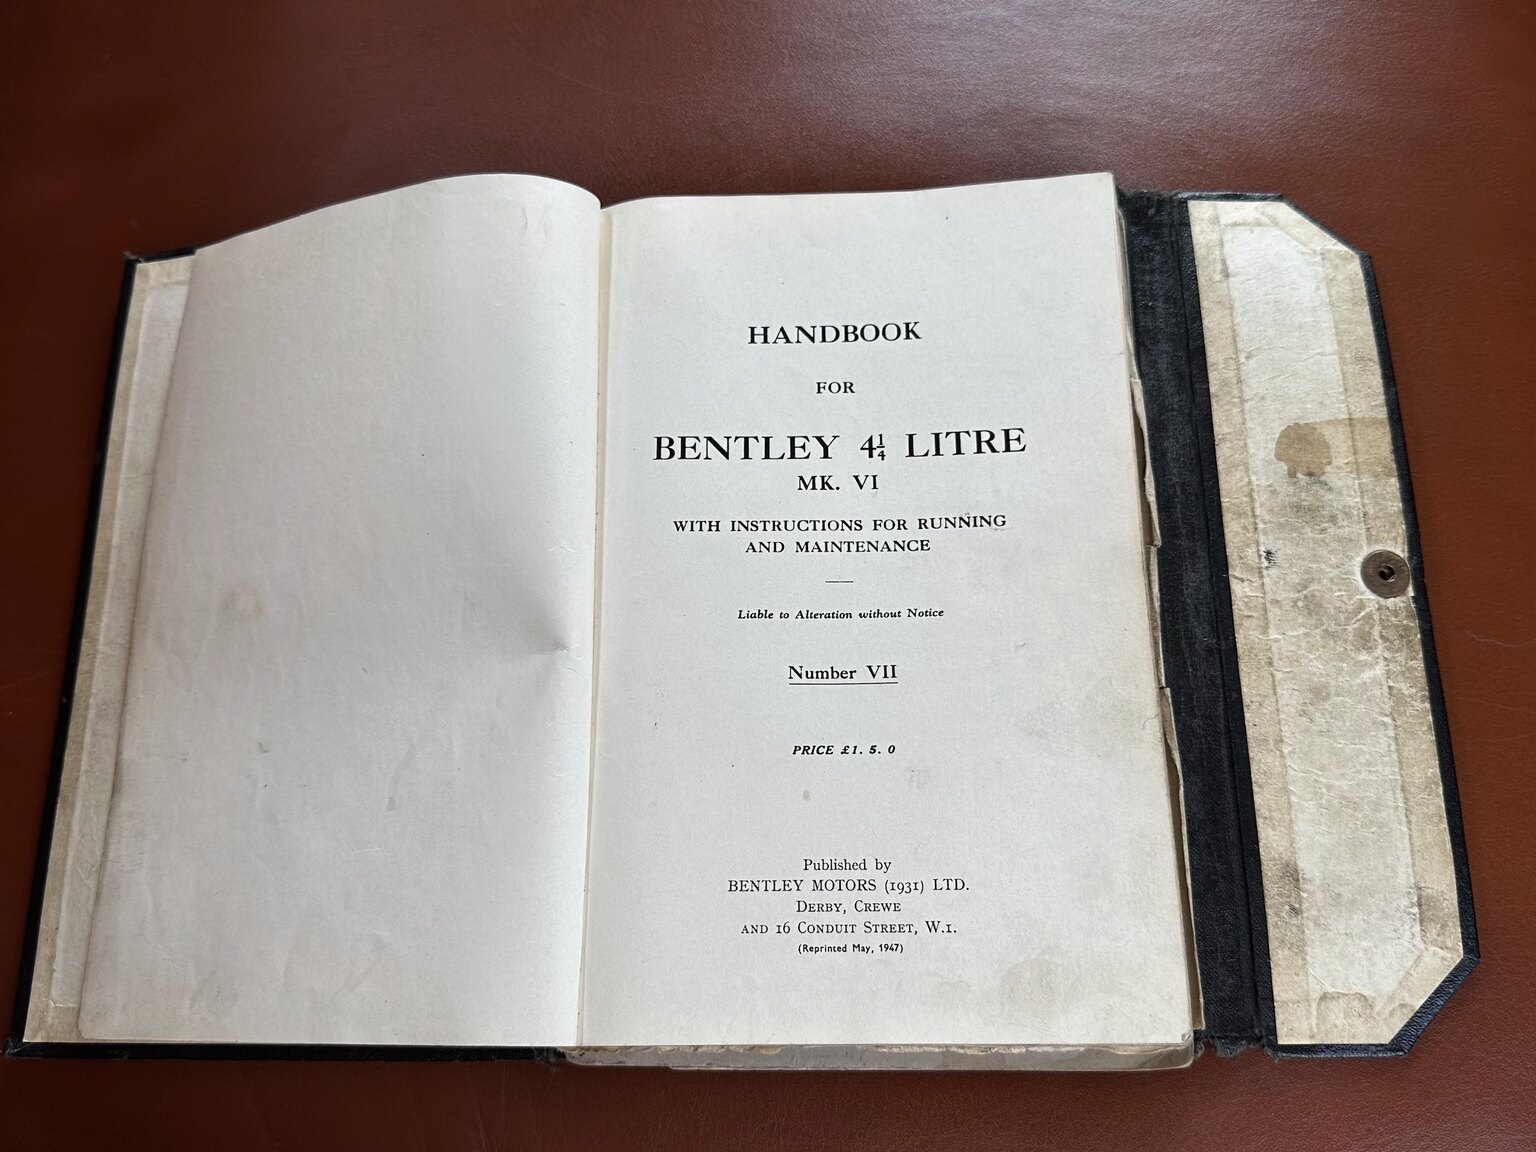 HANDBOOK
FOR
BENTLEY 4¼ LITRE
MK. VI
WITH INSTRUCTIONS FOR RUNNING
AND MAINTENANCE
Liable to Alteration without Notice
Number VII
PRICE £1. 5. 0
Published by
BENTLEY MOTORS (1931) LTD.
DERBY, CREWE
AND 16 CONDUIT STREET, W.1.
(Reprinted May, 1947)